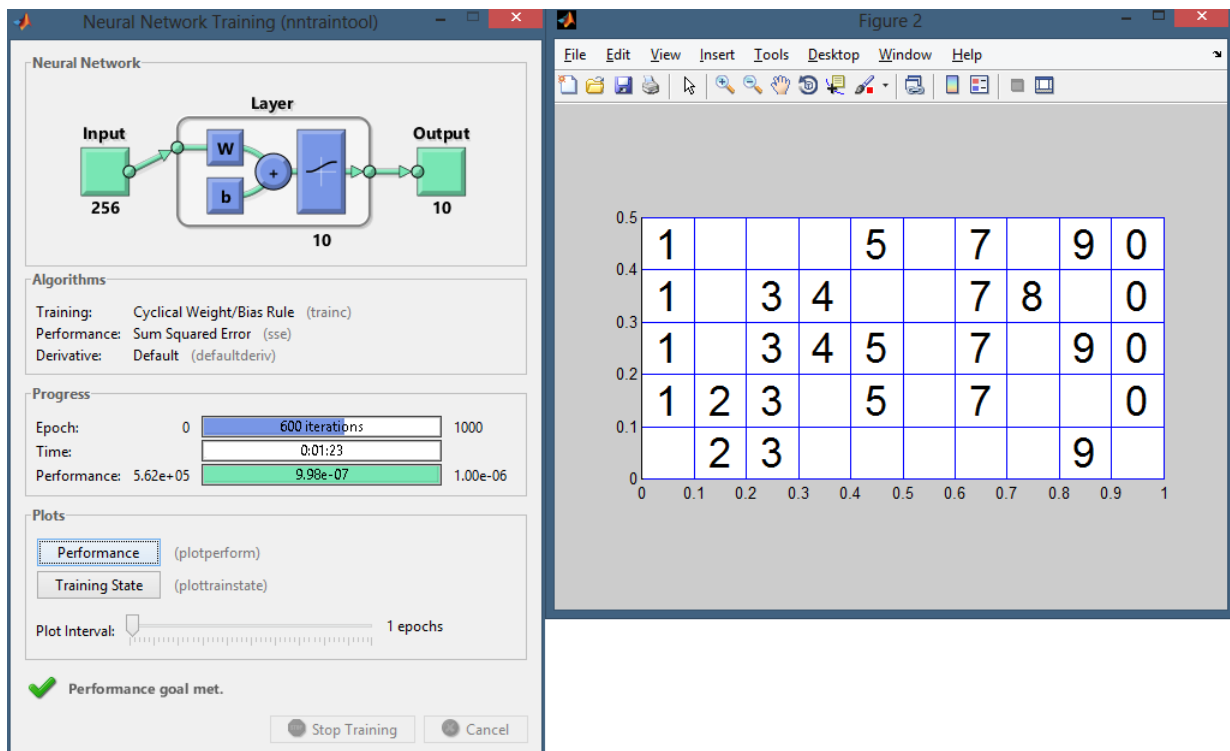 Neural Network Training (nntraintool)
Neural Network
Layer
Input
Output
W
b
+
256
10
10
Algorithms
Training: Cyclical Weight/Bias Rule (trainc)
Performance: Sum Squared Error (sse)
Derivative: Default (defaultderiv)
Progress
Epoch: 0 600 iterations 1000
Time: 0:01:23
Performance: 5.62e+05 9.98e-07 1.00e-06
Plots
Performance (plotperform)
Training State (plottrainstate)
Plot Interval: 1 epochs
Performance goal met.
Stop Training Cancel
Figure 2
File Edit View Insert Tools Desktop Window Help
0.5
1 5 7 9 0
0.4
1 3 4 7 8 0
0.3
1 3 4 5 7 9 0
0.2
1 2 3 5 7 0
0.1
2 3 9
0
0 0.1 0.2 0.3 0.4 0.5 0.6 0.7 0.8 0.9 1